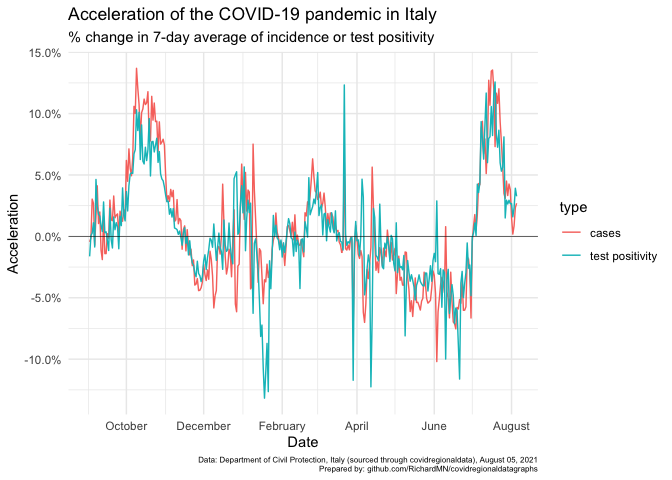 Acceleration of the COVID-19 pandemic in Italy
% change in 7-day average of incidence or test positivity
15.0%
10.0%
5.0%
0.0%
-5.0%
-10.0%
Acceleration
October December February April June August
Date
type
cases
test positivity
Data: Department of Civil Protection, Italy (sourced through covidregionaldata), August 05, 2021
Prepared by: github.com/RichardMN/covidregionaldatagraphs